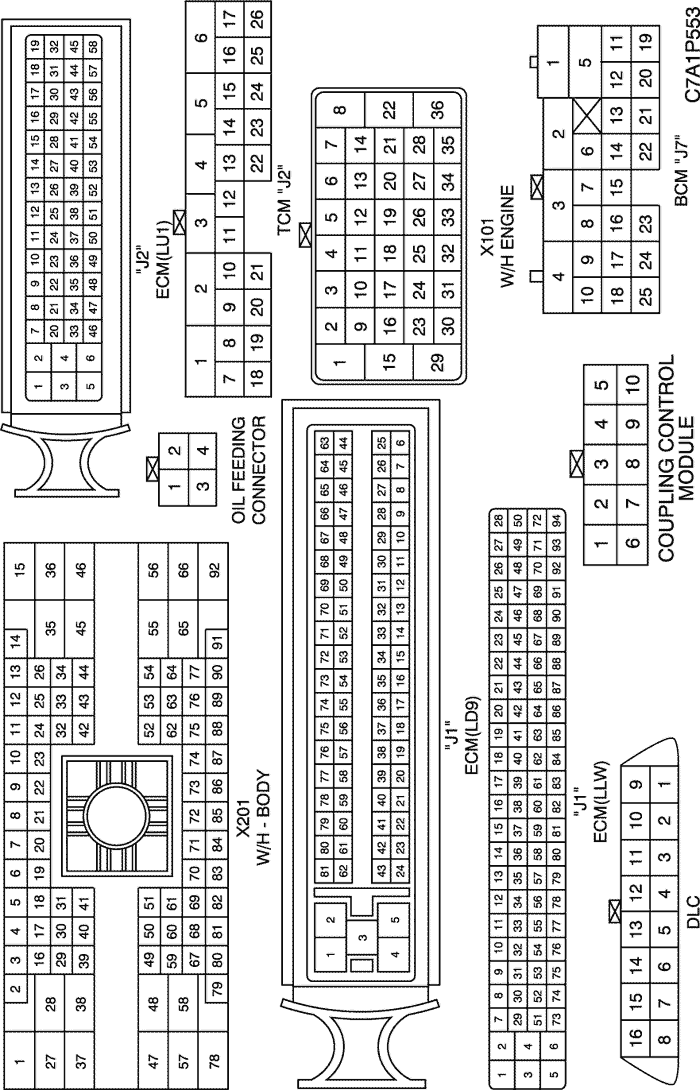 1 2 3 4 5 6 7 8 9 10 11 12 13 14 15
16 17 18 19 20 21 22 23 24 25 26
27 28 29 30 31 32 33 34 35 36
37 38 39 40 41 42 43 44 45 46
47 48 49 50 51 52 53 54 55 56
57 58 59 60 61 62 63 64 65 66
67 68 69 70 71 72 73 74 75 76 77
78 79 80 81 82 83 84 85 86 87 88 89 90 91 92
X201
W/H - BODY
1 2
3 4
OIL FEEDING
CONNECTOR
1 2 7 8 9 10 11 12 13 14 15 16 17 18 19
20 21 22 23 24 25 26 27 28 29 30 31 32
3 4
33 34 35 36 37 38 39 40 41 42 43 44 45
5 6 46 47 48 49 50 51 52 53 54 55 56 57 58
"J2"
ECM(LU1)
1 2 3 4 5 6
7 8 9 10 11 12 13 14 15 16 17
18 19 20 21 22 23 24 25 26
TCM "J2"
81 80 79 78 77 76 75 74 73 72 71 70 69 68 67 66 65 64 63
62 61 60 59 58 57 56 55 54 53 52 51 50 49 48 47 46 45 44
1 2
3
4 5
43 42 41 40 39 38 37 36 35 34 33 32 31 30 29 28 27 26 25
24 23 22 21 20 19 18 17 16 15 14 13 12 11 10 9 8 7 6
"J1"
ECM(LD9)
1 2 3 4 5 6 7 8
9 10 11 12 13 14
15 16 17 18 19 20 21 22
23 24 25 26 27 28
29 30 31 32 33 34 35 36
X101
W/H ENGINE
1 2 7 8 9 10 11 12 13 14 15 16 17 18 19 20 21 22 23 24 25 26 27 28
29 30 31 32 33 34 35 36 37 38 39 40 41 42 43 44 45 46 47 48 49 50
3 4
51 52 53 54 55 56 57 58 59 60 61 62 63 64 65 66 67 68 69 70 71 72
5 6 73 74 75 76 77 78 79 80 81 82 83 84 85 86 87 88 89 90 91 92 93 94
"J1"
ECM(LLW)
16 15 14 13 12 11 10 9
8 7 6 5 4 3 2 1
DLC
1 2 3 4 5
6 7 8 9 10
COUPLING CONTROL
MODULE
4 3 2 1
10 9 8 7 6 5
18 17 16 15 14 13 12 11
25 24 23 22 21 20 19
BCM "J7"
C7A1P553